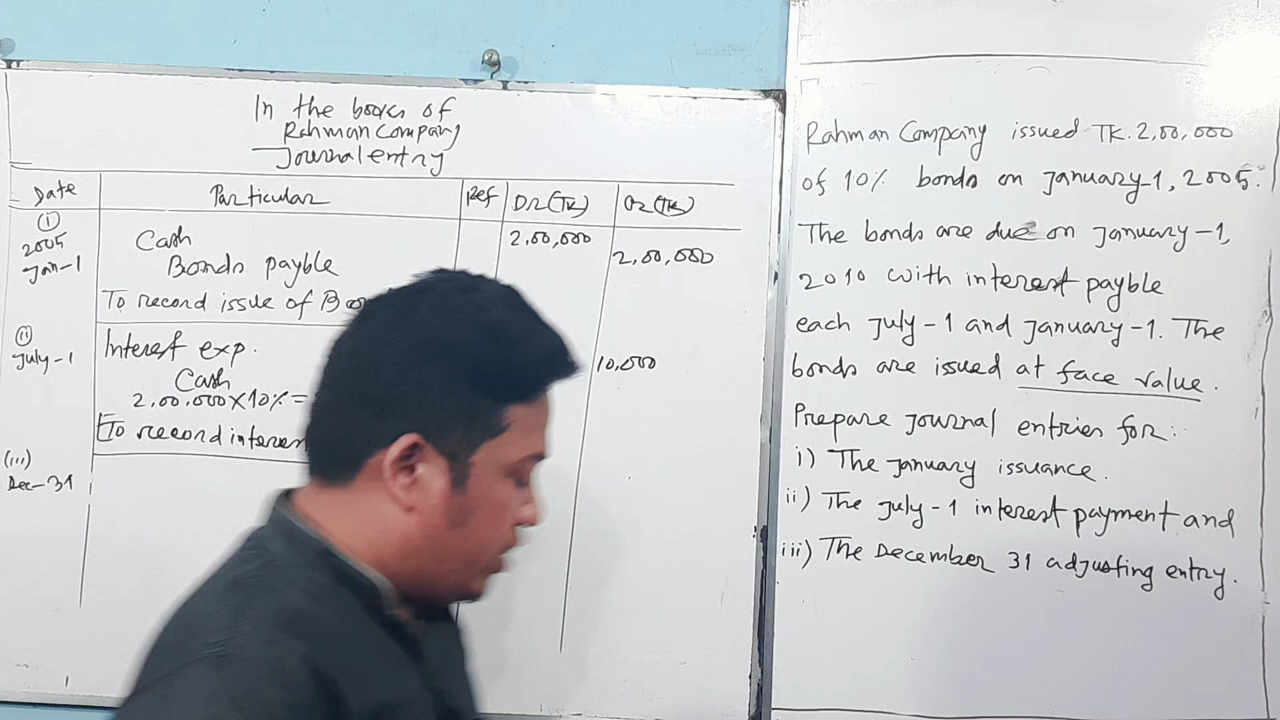 In the books of
Rahman Company
Journal entry
Date Particular Ref Dr(TK) Cr(TK)
(i)
2005 Cash 2,00,000
Jan-1 Bonds payble 2,00,000
To record issue of
(ii)
July-1 Interest exp.
Cash 10,000
2,00,000×10% =
To record
(iii)
Dec-31
Rahman Company issued TK. 2,00,000
of 10% bonds on January-1, 2005.
The bonds are due on January-1,
2010 with interest payble
each July-1 and January-1. The
bonds are issued at face value.
Prepare journal entries for:
i) The January issuance.
ii) The July-1 interest payment and
iii) The December 31 adjusting entry.